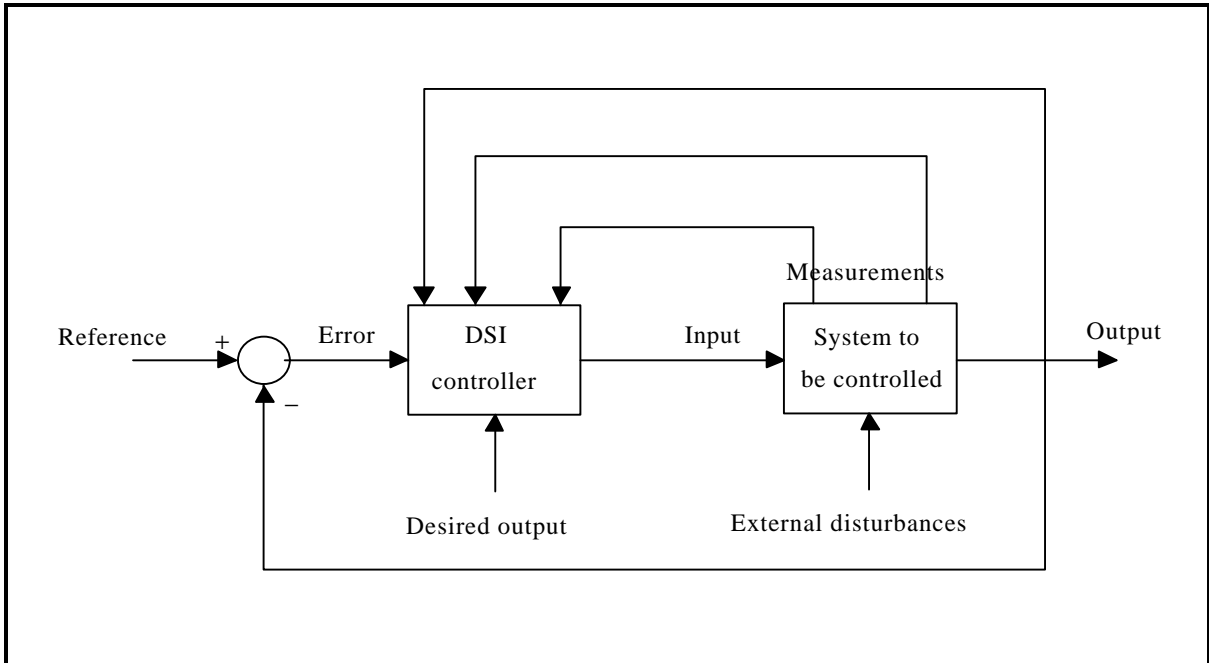 Measurements
Reference
+
Error
DSI
controller
Input
System to
be controlled
Output
−
Desired output
External disturbances